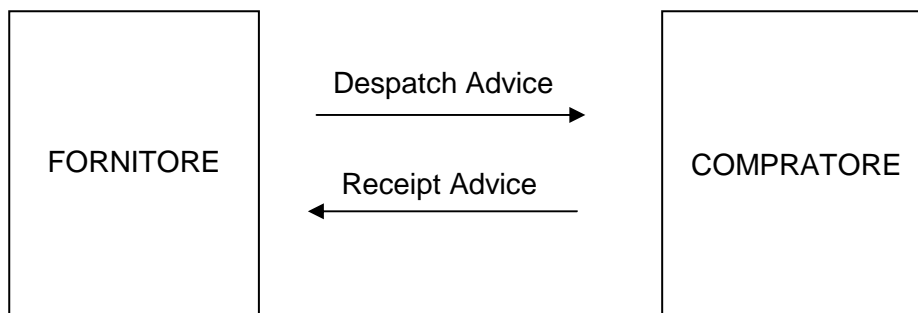 Despatch Advice
FORNITORE
COMPRATORE
Receipt Advice